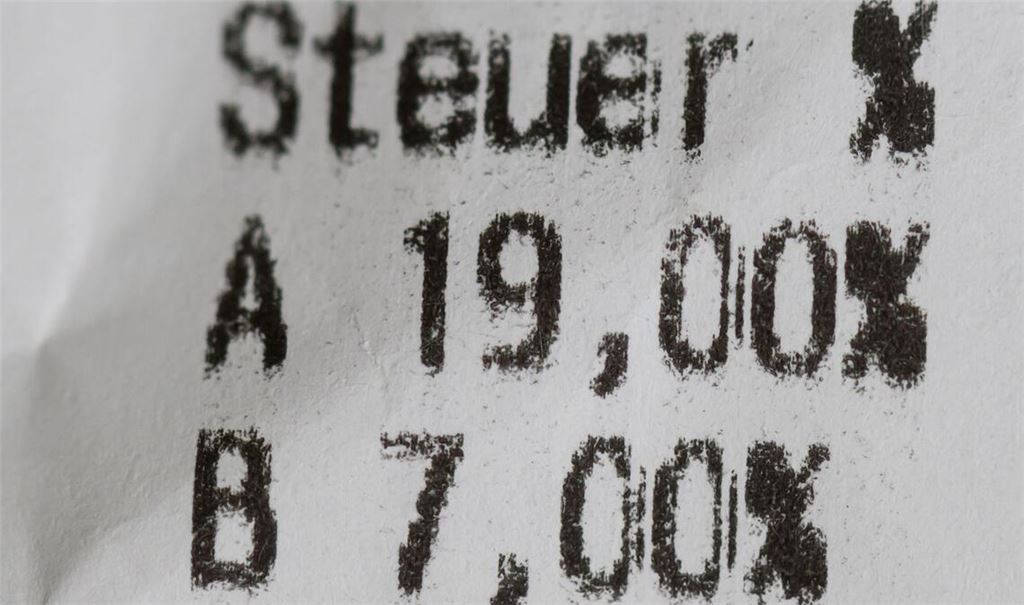 Steuer %
A 19,00%
B 7,00%